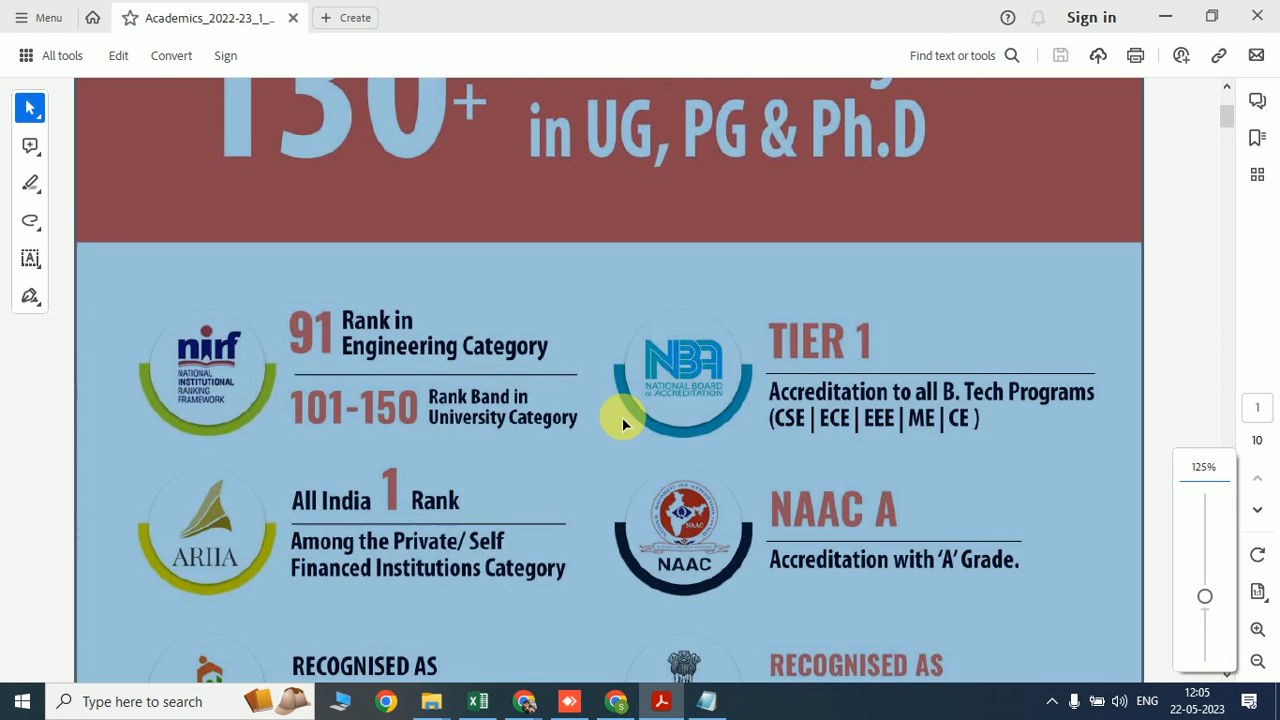 Menu
Academics_2022-23_1_...
Create
Sign in
All tools
Edit
Convert
Sign
Find text or tools
130+
in UG, PG & Ph.D
nirf
NATIONAL
INSTITUTIONAL
RANKING
FRAMEWORK
91 Rank in
Engineering Category
101-150 Rank Band in
University Category
NBA
NATIONAL BOARD
OF ACCREDITATION
TIER 1
Accreditation to all B. Tech Programs
(CSE | ECE | EEE | ME | CE )
ARIIA
All India 1 Rank
Among the Private/ Self
Financed Institutions Category
NAAC
NAAC A
Accreditation with ‘A’ Grade.
RECOGNISED AS
RECOGNISED AS
1
10
125%
Type here to search
ENG
12:05
22-05-2023